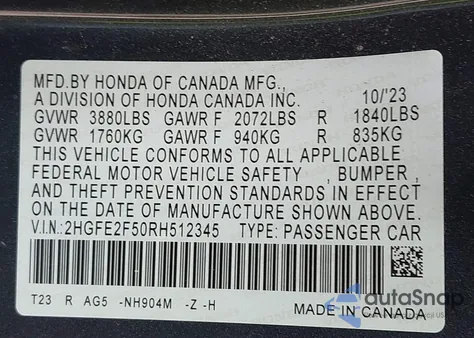 MFD.BY HONDA OF CANADA MFG.,
A DIVISION OF HONDA CANADA INC. 10/'23
GVWR 3880LBS GAWR F 2072LBS R 1840LBS
GVWR 1760KG GAWR F 940KG R 835KG
THIS VEHICLE CONFORMS TO ALL APPLICABLE
FEDERAL MOTOR VEHICLE SAFETY , BUMPER ,
AND THEFT PREVENTION STANDARDS IN EFFECT
ON THE DATE OF MANUFACTURE SHOWN ABOVE.
V.I.N:2HGFE2F50RH512345 TYPE: PASSENGER CAR
T23 R AG5 -NH904M -Z -H
MADE IN CANADA
autaSnap